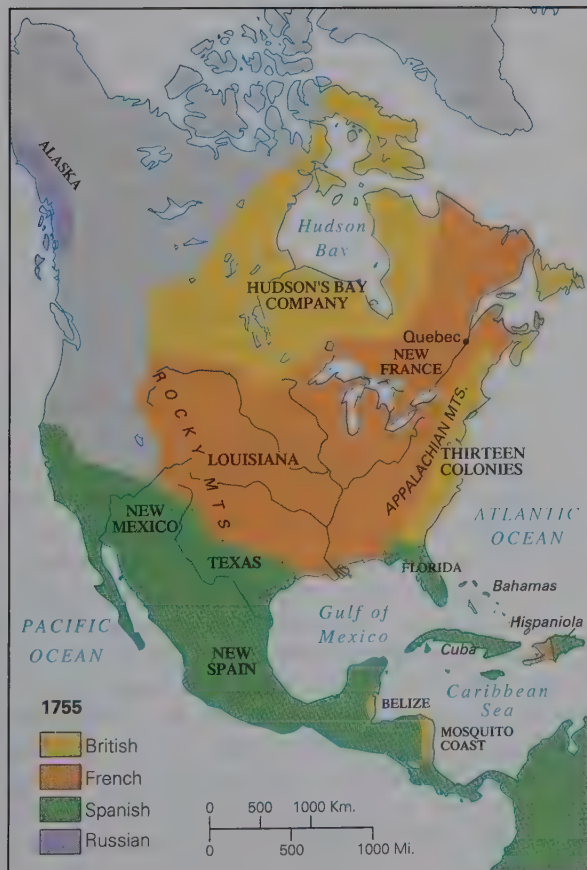 ALASKA
Hudson
Bay
HUDSON'S BAY
COMPANY
Quebec
NEW
FRANCE
ROCKY MTS.
APPALACHIAN MTS.
LOUISIANA
THIRTEEN
COLONIES
NEW
MEXICO
TEXAS
FLORIDA
ATLANTIC
OCEAN
Bahamas
Gulf of
Mexico
Hispaniola
Cuba
PACIFIC
OCEAN
NEW
SPAIN
Caribbean
Sea
BELIZE
MOSQUITO
COAST
1755
British
French
Spanish
Russian
0 500 1000 Km.
0 500 1000 Mi.